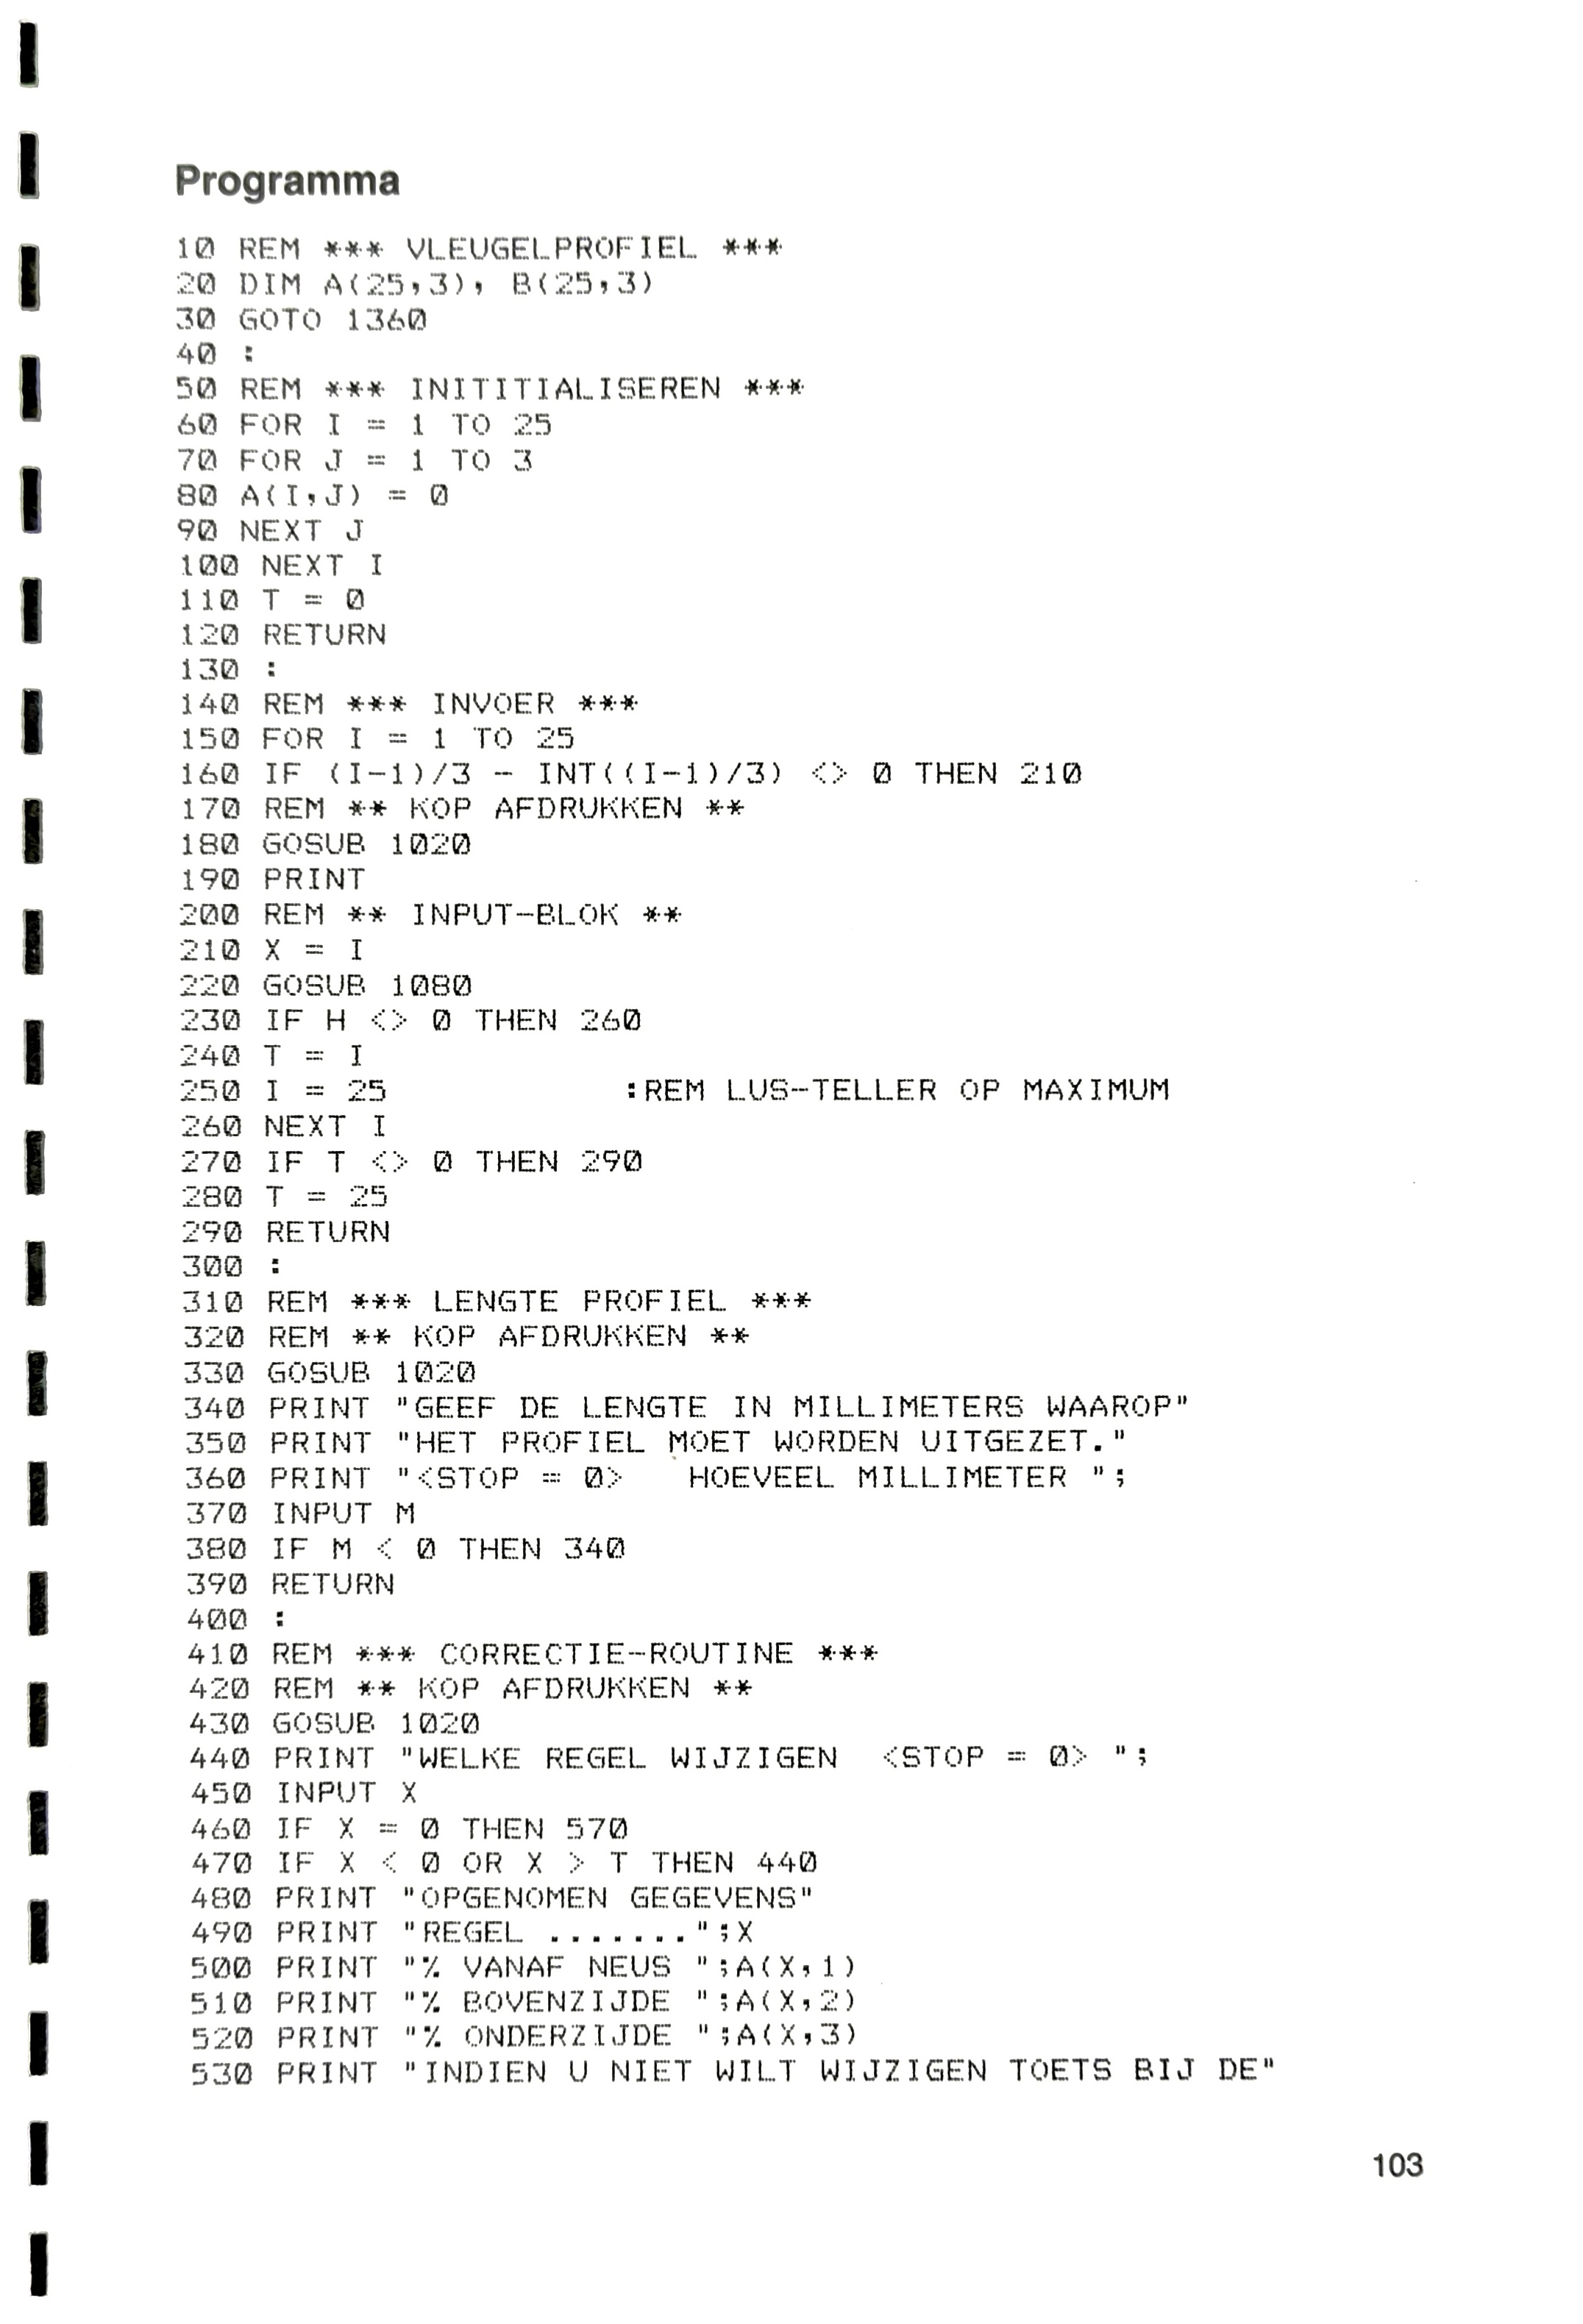 Programma
10 REM *** VLEUGELPROFIEL ***
20 DIM A(25,3), B(25,3)
30 GOTO 1360
40 :
50 REM *** INITITIALISEREN ***
60 FOR I = 1 TO 25
70 FOR J = 1 TO 3
80 A(I,J) = 0
90 NEXT J
100 NEXT I
110 T = 0
120 RETURN
130 :
140 REM *** INVOER ***
150 FOR I = 1 TO 25
160 IF (I-1)/3 - INT((I-1)/3) <> 0 THEN 210
170 REM ** KOP AFDRUKKEN **
180 GOSUB 1020
190 PRINT
200 REM ** INPUT-BLOK **
210 X = I
220 GOSUB 1080
230 IF H <> 0 THEN 260
240 T = I
250 I = 25 :REM LUS-TELLER OP MAXIMUM
260 NEXT I
270 IF T <> 0 THEN 290
280 T = 25
290 RETURN
300 :
310 REM *** LENGTE PROFIEL ***
320 REM ** KOP AFDRUKKEN **
330 GOSUB 1020
340 PRINT "GEEF DE LENGTE IN MILLIMETERS WAAROP"
350 PRINT "HET PROFIEL MOET WORDEN UITGEZET."
360 PRINT "<STOP = 0> HOEVEEL MILLIMETER ";
370 INPUT M
380 IF M < 0 THEN 340
390 RETURN
400 :
410 REM *** CORRECTIE-ROUTINE ***
420 REM ** KOP AFDRUKKEN **
430 GOSUB 1020
440 PRINT "WELKE REGEL WIJZIGEN <STOP = 0> ";
450 INPUT X
460 IF X = 0 THEN 570
470 IF X < 0 OR X > T THEN 440
480 PRINT "OPGENOMEN GEGEVENS"
490 PRINT "REGEL .......";X
500 PRINT "% VANAF NEUS ";A(X,1)
510 PRINT "% BOVENZIJDE ";A(X,2)
520 PRINT "% ONDERZIJDE ";A(X,3)
530 PRINT "INDIEN U NIET WILT WIJZIGEN TOETS BIJ DE"
103